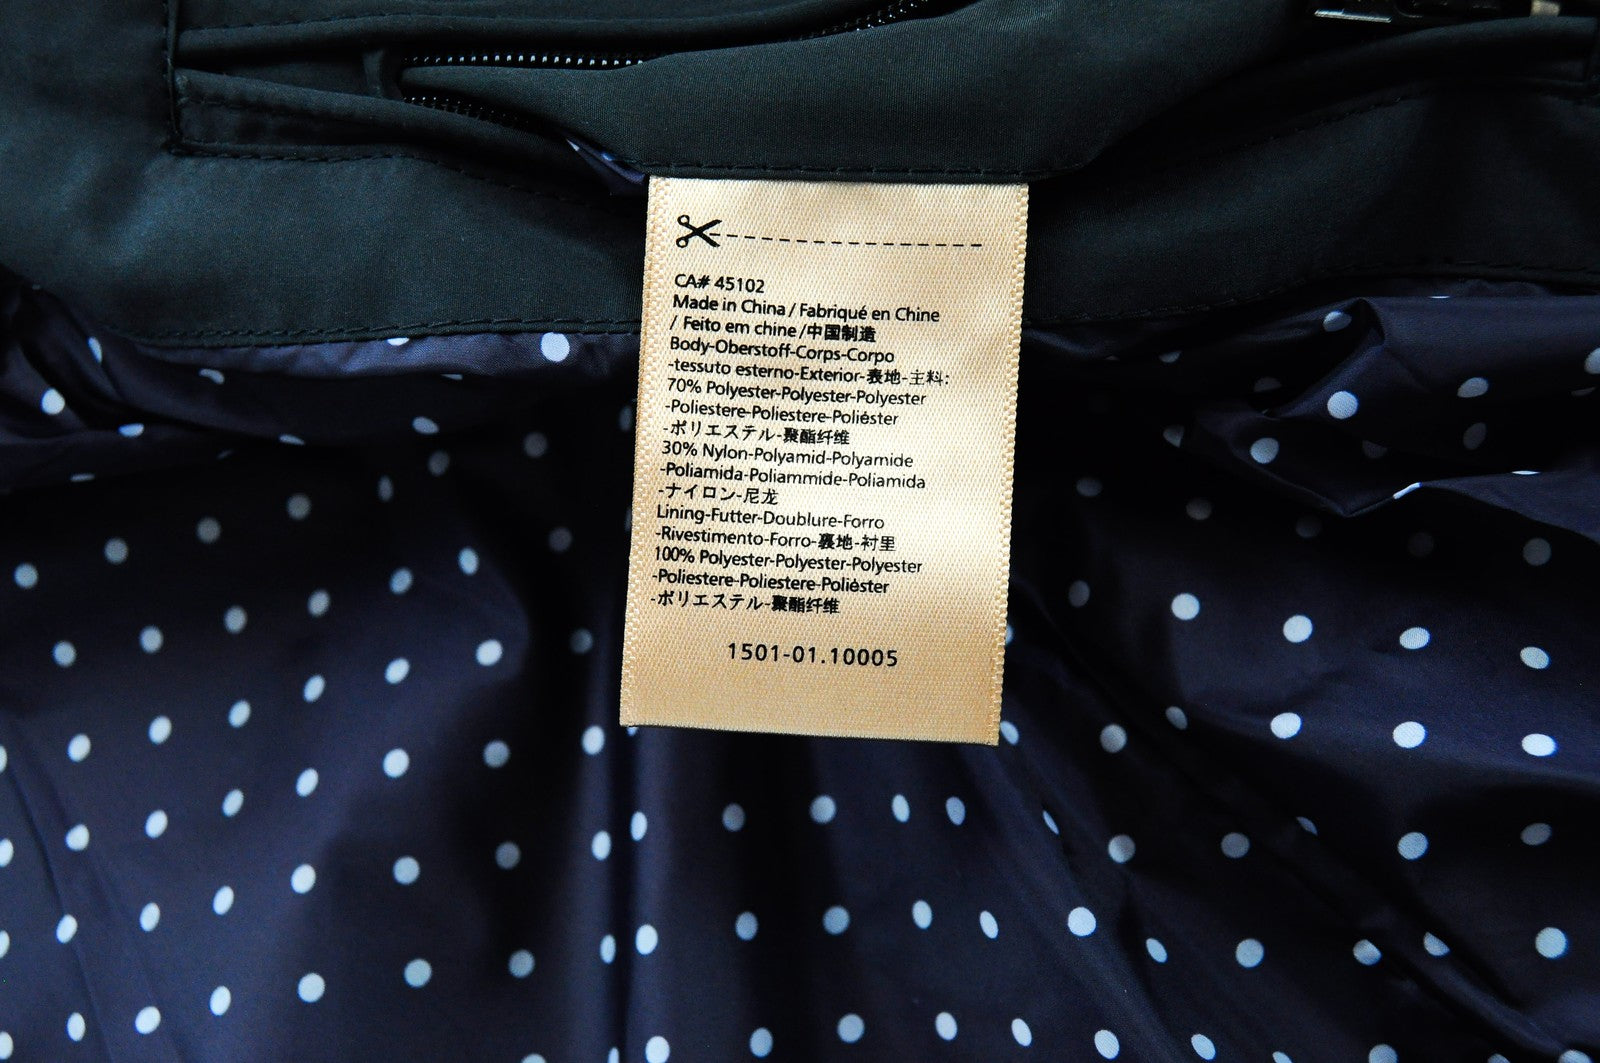 CA# 45102
Made in China / Fabriqué en Chine
/ Feito em chine /中国制造
Body-Oberstoff-Corps-Corpo
-tessuto esterno-Exterior-表地-主料:
70% Polyester-Polyester-Polyester
-Poliestere-Poliestere-Poliéster
-ポリエステル-聚酯纤维
30% Nylon-Polyamid-Polyamide
-Poliamida-Poliammide-Poliamida
-ナイロン-尼龙
Lining-Futter-Doublure-Forro
-Rivestimento-Forro-裏地-衬里
100% Polyester-Polyester-Polyester
-Poliestere-Poliestere-Poliéster
-ポリエステル-聚酯纤维
1501-01.10005